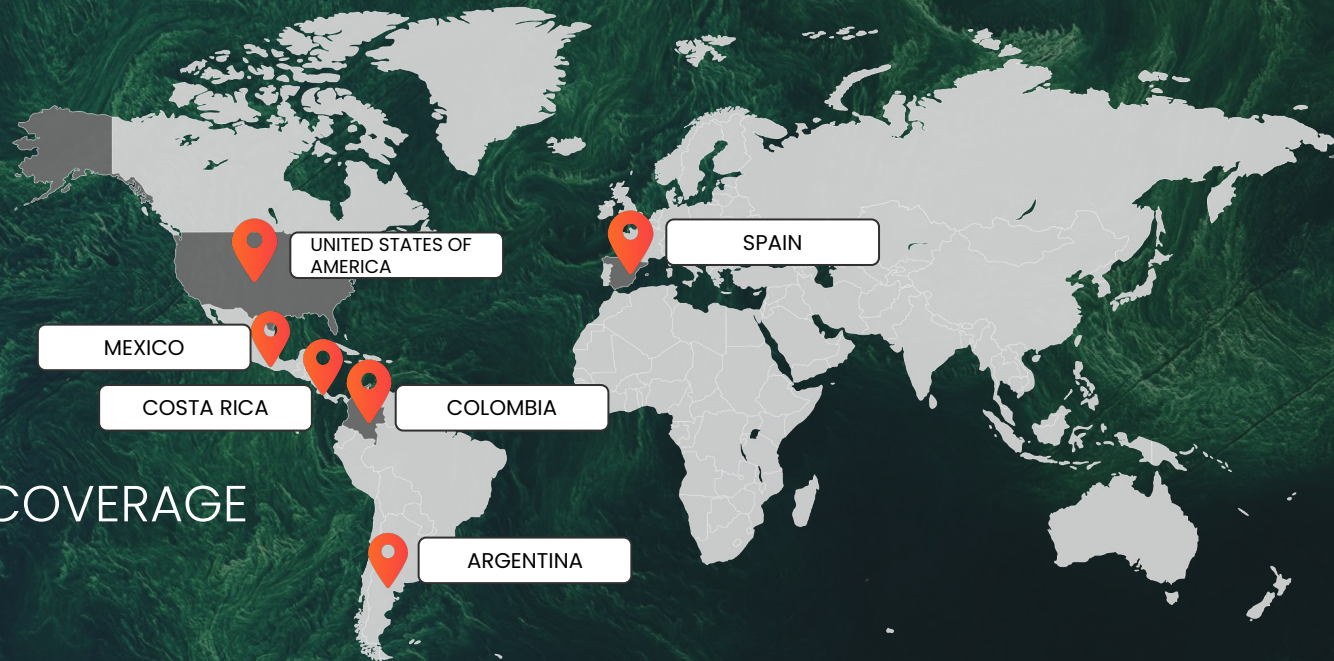 UNITED STATES OF
AMERICA
SPAIN
MEXICO
COSTA RICA
COLOMBIA
COVERAGE
ARGENTINA